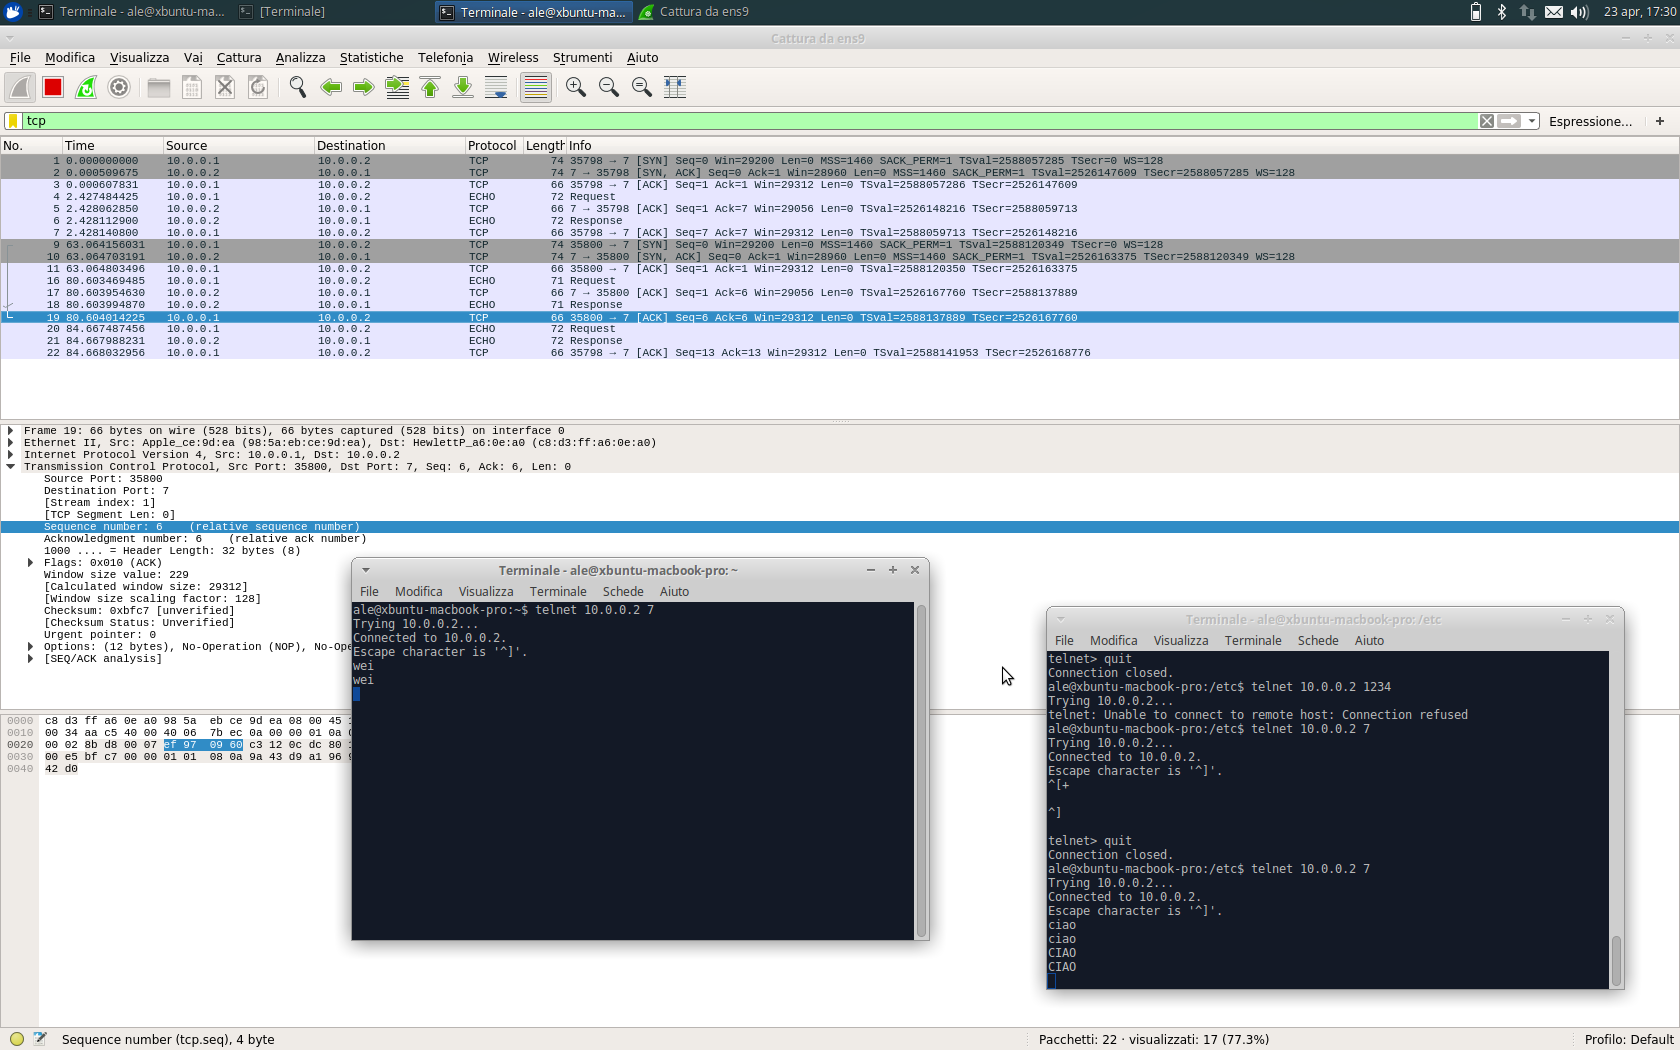 Terminale - ale@xbuntu-ma...
[Terminale]
Terminale - ale@xbuntu-ma...
Cattura da ens9
23 apr, 17:30
Cattura da ens9
File Modifica Visualizza Vai Cattura Analizza Statistiche Telefonia Wireless Strumenti Aiuto
tcp
Espressione... +
No. Time Source Destination Protocol Length Info
1 0.000000000 10.0.0.1 10.0.0.2 TCP 74 35798 → 7 [SYN] Seq=0 Win=29200 Len=0 MSS=1460 SACK_PERM=1 TSval=2588057285 TSecr=0 WS=128
2 0.000509675 10.0.0.2 10.0.0.1 TCP 74 7 → 35798 [SYN, ACK] Seq=0 Ack=1 Win=28960 Len=0 MSS=1460 SACK_PERM=1 TSval=2526147609 TSecr=2588057285 WS=128
3 0.000607831 10.0.0.1 10.0.0.2 TCP 66 35798 → 7 [ACK] Seq=1 Ack=1 Win=29312 Len=0 TSval=2588057286 TSecr=2526147609
4 2.427484425 10.0.0.1 10.0.0.2 ECHO 72 Request
5 2.428062850 10.0.0.2 10.0.0.1 TCP 66 7 → 35798 [ACK] Seq=1 Ack=7 Win=29056 Len=0 TSval=2526148216 TSecr=2588059713
6 2.428112900 10.0.0.2 10.0.0.1 ECHO 72 Response
7 2.428140800 10.0.0.1 10.0.0.2 TCP 66 35798 → 7 [ACK] Seq=7 Ack=7 Win=29312 Len=0 TSval=2588059713 TSecr=2526148216
9 63.064156031 10.0.0.1 10.0.0.2 TCP 74 35800 → 7 [SYN] Seq=0 Win=29200 Len=0 MSS=1460 SACK_PERM=1 TSval=2588120349 TSecr=0 WS=128
10 63.064703191 10.0.0.2 10.0.0.1 TCP 74 7 → 35800 [SYN, ACK] Seq=0 Ack=1 Win=28960 Len=0 MSS=1460 SACK_PERM=1 TSval=2526163375 TSecr=2588120349 WS=128
11 63.064803496 10.0.0.1 10.0.0.2 TCP 66 35800 → 7 [ACK] Seq=1 Ack=1 Win=29312 Len=0 TSval=2588120350 TSecr=2526163375
16 80.603469485 10.0.0.1 10.0.0.2 ECHO 71 Request
17 80.603954630 10.0.0.2 10.0.0.1 TCP 66 7 → 35800 [ACK] Seq=1 Ack=6 Win=29056 Len=0 TSval=2526167760 TSecr=2588137889
18 80.603994870 10.0.0.2 10.0.0.1 ECHO 71 Response
19 80.604014225 10.0.0.1 10.0.0.2 TCP 66 35800 → 7 [ACK] Seq=6 Ack=6 Win=29312 Len=0 TSval=2588137889 TSecr=2526167760
20 84.667487456 10.0.0.1 10.0.0.2 ECHO 72 Request
21 84.667988231 10.0.0.2 10.0.0.1 ECHO 72 Response
22 84.668032956 10.0.0.1 10.0.0.2 TCP 66 35798 → 7 [ACK] Seq=13 Ack=13 Win=29312 Len=0 TSval=2588141953 TSecr=2526168776
Frame 19: 66 bytes on wire (528 bits), 66 bytes captured (528 bits) on interface 0
Ethernet II, Src: Apple_ce:9d:ea (98:5a:eb:ce:9d:ea), Dst: HewlettP_a6:0e:a0 (c8:d3:ff:a6:0e:a0)
Internet Protocol Version 4, Src: 10.0.0.1, Dst: 10.0.0.2
Transmission Control Protocol, Src Port: 35800, Dst Port: 7, Seq: 6, Ack: 6, Len: 0
Source Port: 35800
Destination Port: 7
[Stream index: 1]
[TCP Segment Len: 0]
Sequence number: 6 (relative sequence number)
Acknowledgment number: 6 (relative ack number)
1000 .... = Header Length: 32 bytes (8)
Flags: 0x010 (ACK)
Window size value: 229
[Calculated window size: 29312]
[Window size scaling factor: 128]
Checksum: 0xbfc7 [unverified]
[Checksum Status: Unverified]
Urgent pointer: 0
Options: (12 bytes), No-Operation (NOP), No-Ope
[SEQ/ACK analysis]
0000 c8 d3 ff a6 0e a0 98 5a eb ce 9d ea 08 00 45
0010 00 34 aa c5 40 00 40 06 7b ec 0a 00 00 01 0a
0020 00 02 8b d8 00 07 ef 97 09 60 c3 12 0c dc 80
0030 00 e5 bf c7 00 00 01 01 08 0a 9a 43 d9 a1 96
0040 42 d0
Terminale - ale@xbuntu-macbook-pro: ~
File Modifica Visualizza Terminale Schede Aiuto
ale@xbuntu-macbook-pro:~$ telnet 10.0.0.2 7
Trying 10.0.0.2...
Connected to 10.0.0.2.
Escape character is '^]'.
wei
wei
Terminale - ale@xbuntu-macbook-pro: /etc
File Modifica Visualizza Terminale Schede Aiuto
telnet> quit
Connection closed.
ale@xbuntu-macbook-pro:/etc$ telnet 10.0.0.2 1234
Trying 10.0.0.2...
telnet: Unable to connect to remote host: Connection refused
ale@xbuntu-macbook-pro:/etc$ telnet 10.0.0.2 7
Trying 10.0.0.2...
Connected to 10.0.0.2.
Escape character is '^]'.
^[+
^]
telnet> quit
Connection closed.
ale@xbuntu-macbook-pro:/etc$ telnet 10.0.0.2 7
Trying 10.0.0.2...
Connected to 10.0.0.2.
Escape character is '^]'.
ciao
ciao
CIAO
CIAO
Sequence number (tcp.seq), 4 byte
Pacchetti: 22 · visualizzati: 17 (77.3%)
Profilo: Default